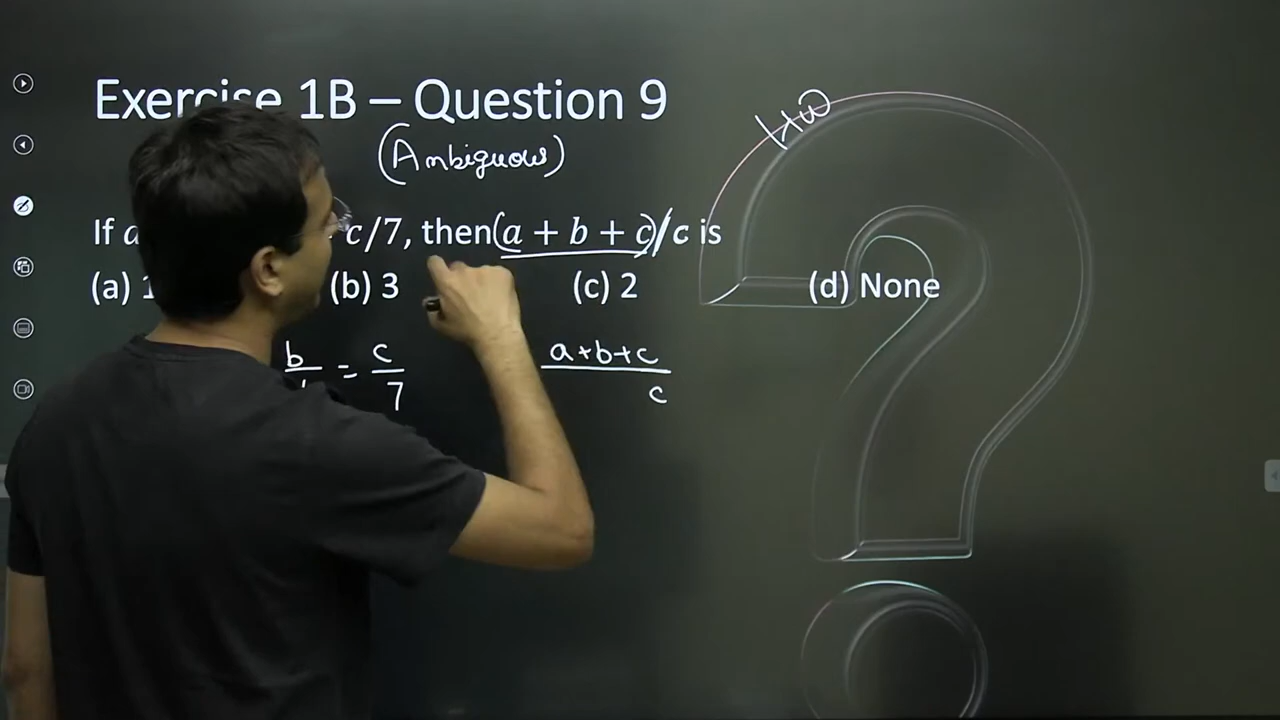 Exercise 1B – Question 9
HW
(Ambiguous)
If a c/7, then(a + b + c)/c is
(a) 1 (b) 3 (c) 2 (d) None
b/ = c/7 a+b+c/c